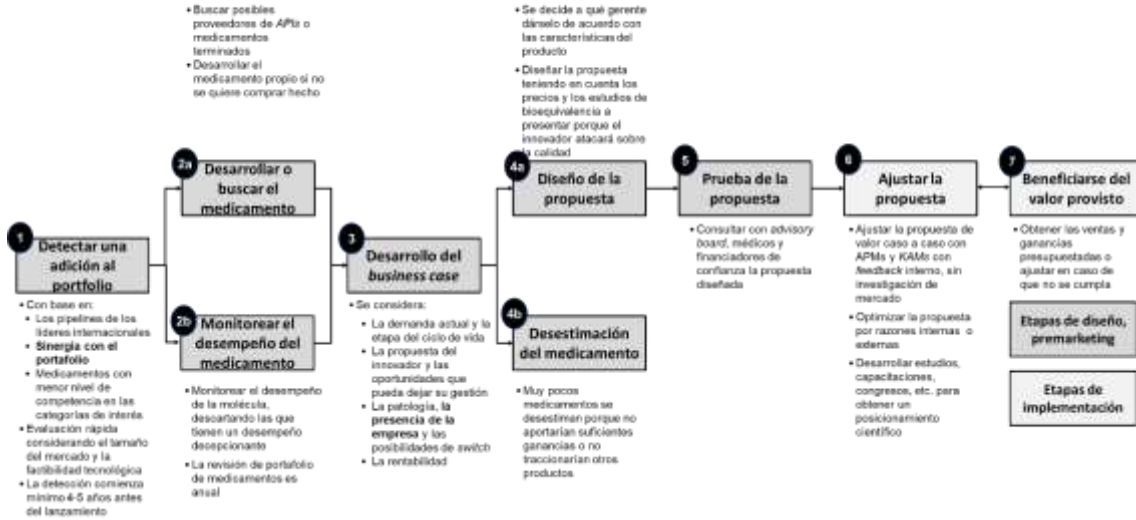 • Buscar posibles
proveedores de APIs o
medicamentos
terminados
• Desarrollar el
medicamento propio si no
se quiere comprar hecho
• Se decide a qué gerente
dárselo de acuerdo con
las características del
producto
• Diseñar la propuesta
teniendo en cuenta los
precios y los estudios de
bioequivalencia a
presentar porque el
innovador atacará sobre
la calidad
1
Detectar una
adición al
portfolio
• Con base en:
• Los pipelines de los
líderes internacionales
• Sinergia con el
portafolio
• Medicamentos con
menor nivel de
competencia en las
categorías de interés
• Evaluación rápida
considerando el tamaño
del mercado y la
factibilidad tecnológica
• La detección comienza
mínimo 4-5 años antes
del lanzamiento
2a
Desarrollar o
buscar el
medicamento
2b
Monitorear el
desempeño del
medicamento
• Monitorear el desempeño
de la molécula,
descartando las que
tienen un desempeño
decepcionante
• La revisión de portafolio
de medicamentos es
anual
3
Desarrollo del
business case
• Se considera:
• La demanda actual y la
etapa del ciclo de vida
• La propuesta del
innovador y las
oportunidades que
pueda dejar su gestión
• La patología, la
presencia de la
empresa y las
posibilidades de switch
• La rentabilidad
4a
Diseño de la
propuesta
4b
Desestimación
del medicamento
• Muy pocos
medicamentos se
desestiman porque no
aportarían suficientes
ganancias o no
traccionarían otros
productos
5
Prueba de la
propuesta
• Consultar con advisory
board, médicos y
financiadores de
confianza la propuesta
diseñada
6
Ajustar la
propuesta
• Ajustar la propuesta de
valor caso a caso con
APMs y KAMs con
feedback interno, sin
investigación de
mercado
• Optimizar la propuesta
por razones internas o
externas
• Desarrollar estudios,
capacitaciones,
congresos, etc. para
obtener un
posicionamiento
científico
7
Beneficiarse del
valor provisto
• Obtener las ventas y
ganancias
presupuestadas o
ajustar en caso de
que no se cumpla
Etapas de diseño,
premarketing
Etapas de
implementación